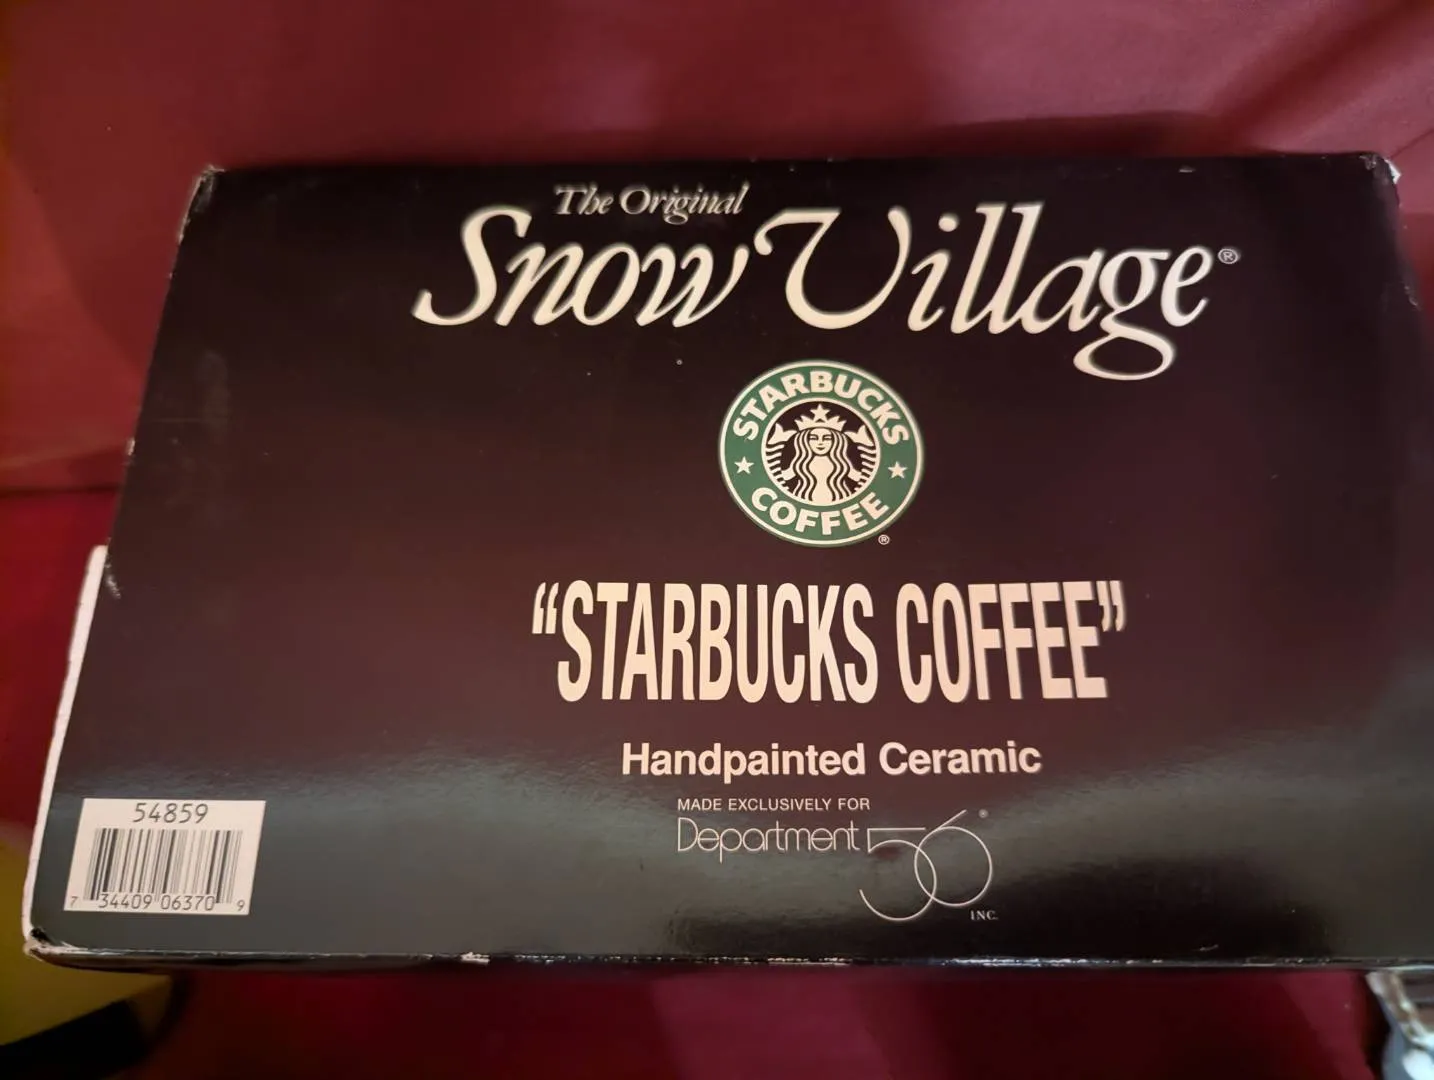 The Original
Snow Village®
STARBUCKS
COFFEE
®
“STARBUCKS COFFEE”
Handpainted Ceramic
MADE EXCLUSIVELY FOR
Department 56®
INC.
54859
7 34409 06370 9